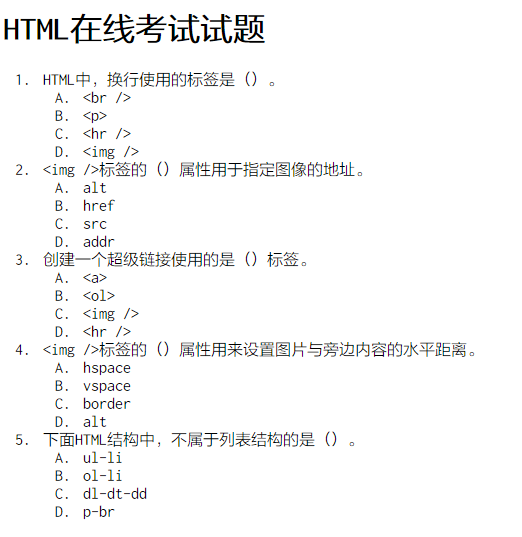 HTML在线考试试题
1. HTML中，换行使用的标签是（）。
A. <br />
B. <p>
C. <hr />
D. <img />
2. <img />标签的（）属性用于指定图像的地址。
A. alt
B. href
C. src
D. addr
3. 创建一个超级链接使用的是（）标签。
A. <a>
B. <ol>
C. <img />
D. <hr />
4. <img />标签的（）属性用来设置图片与旁边内容的水平距离。
A. hspace
B. vspace
C. border
D. alt
5. 下面HTML结构中，不属于列表结构的是（）。
A. ul-li
B. ol-li
C. dl-dt-dd
D. p-br